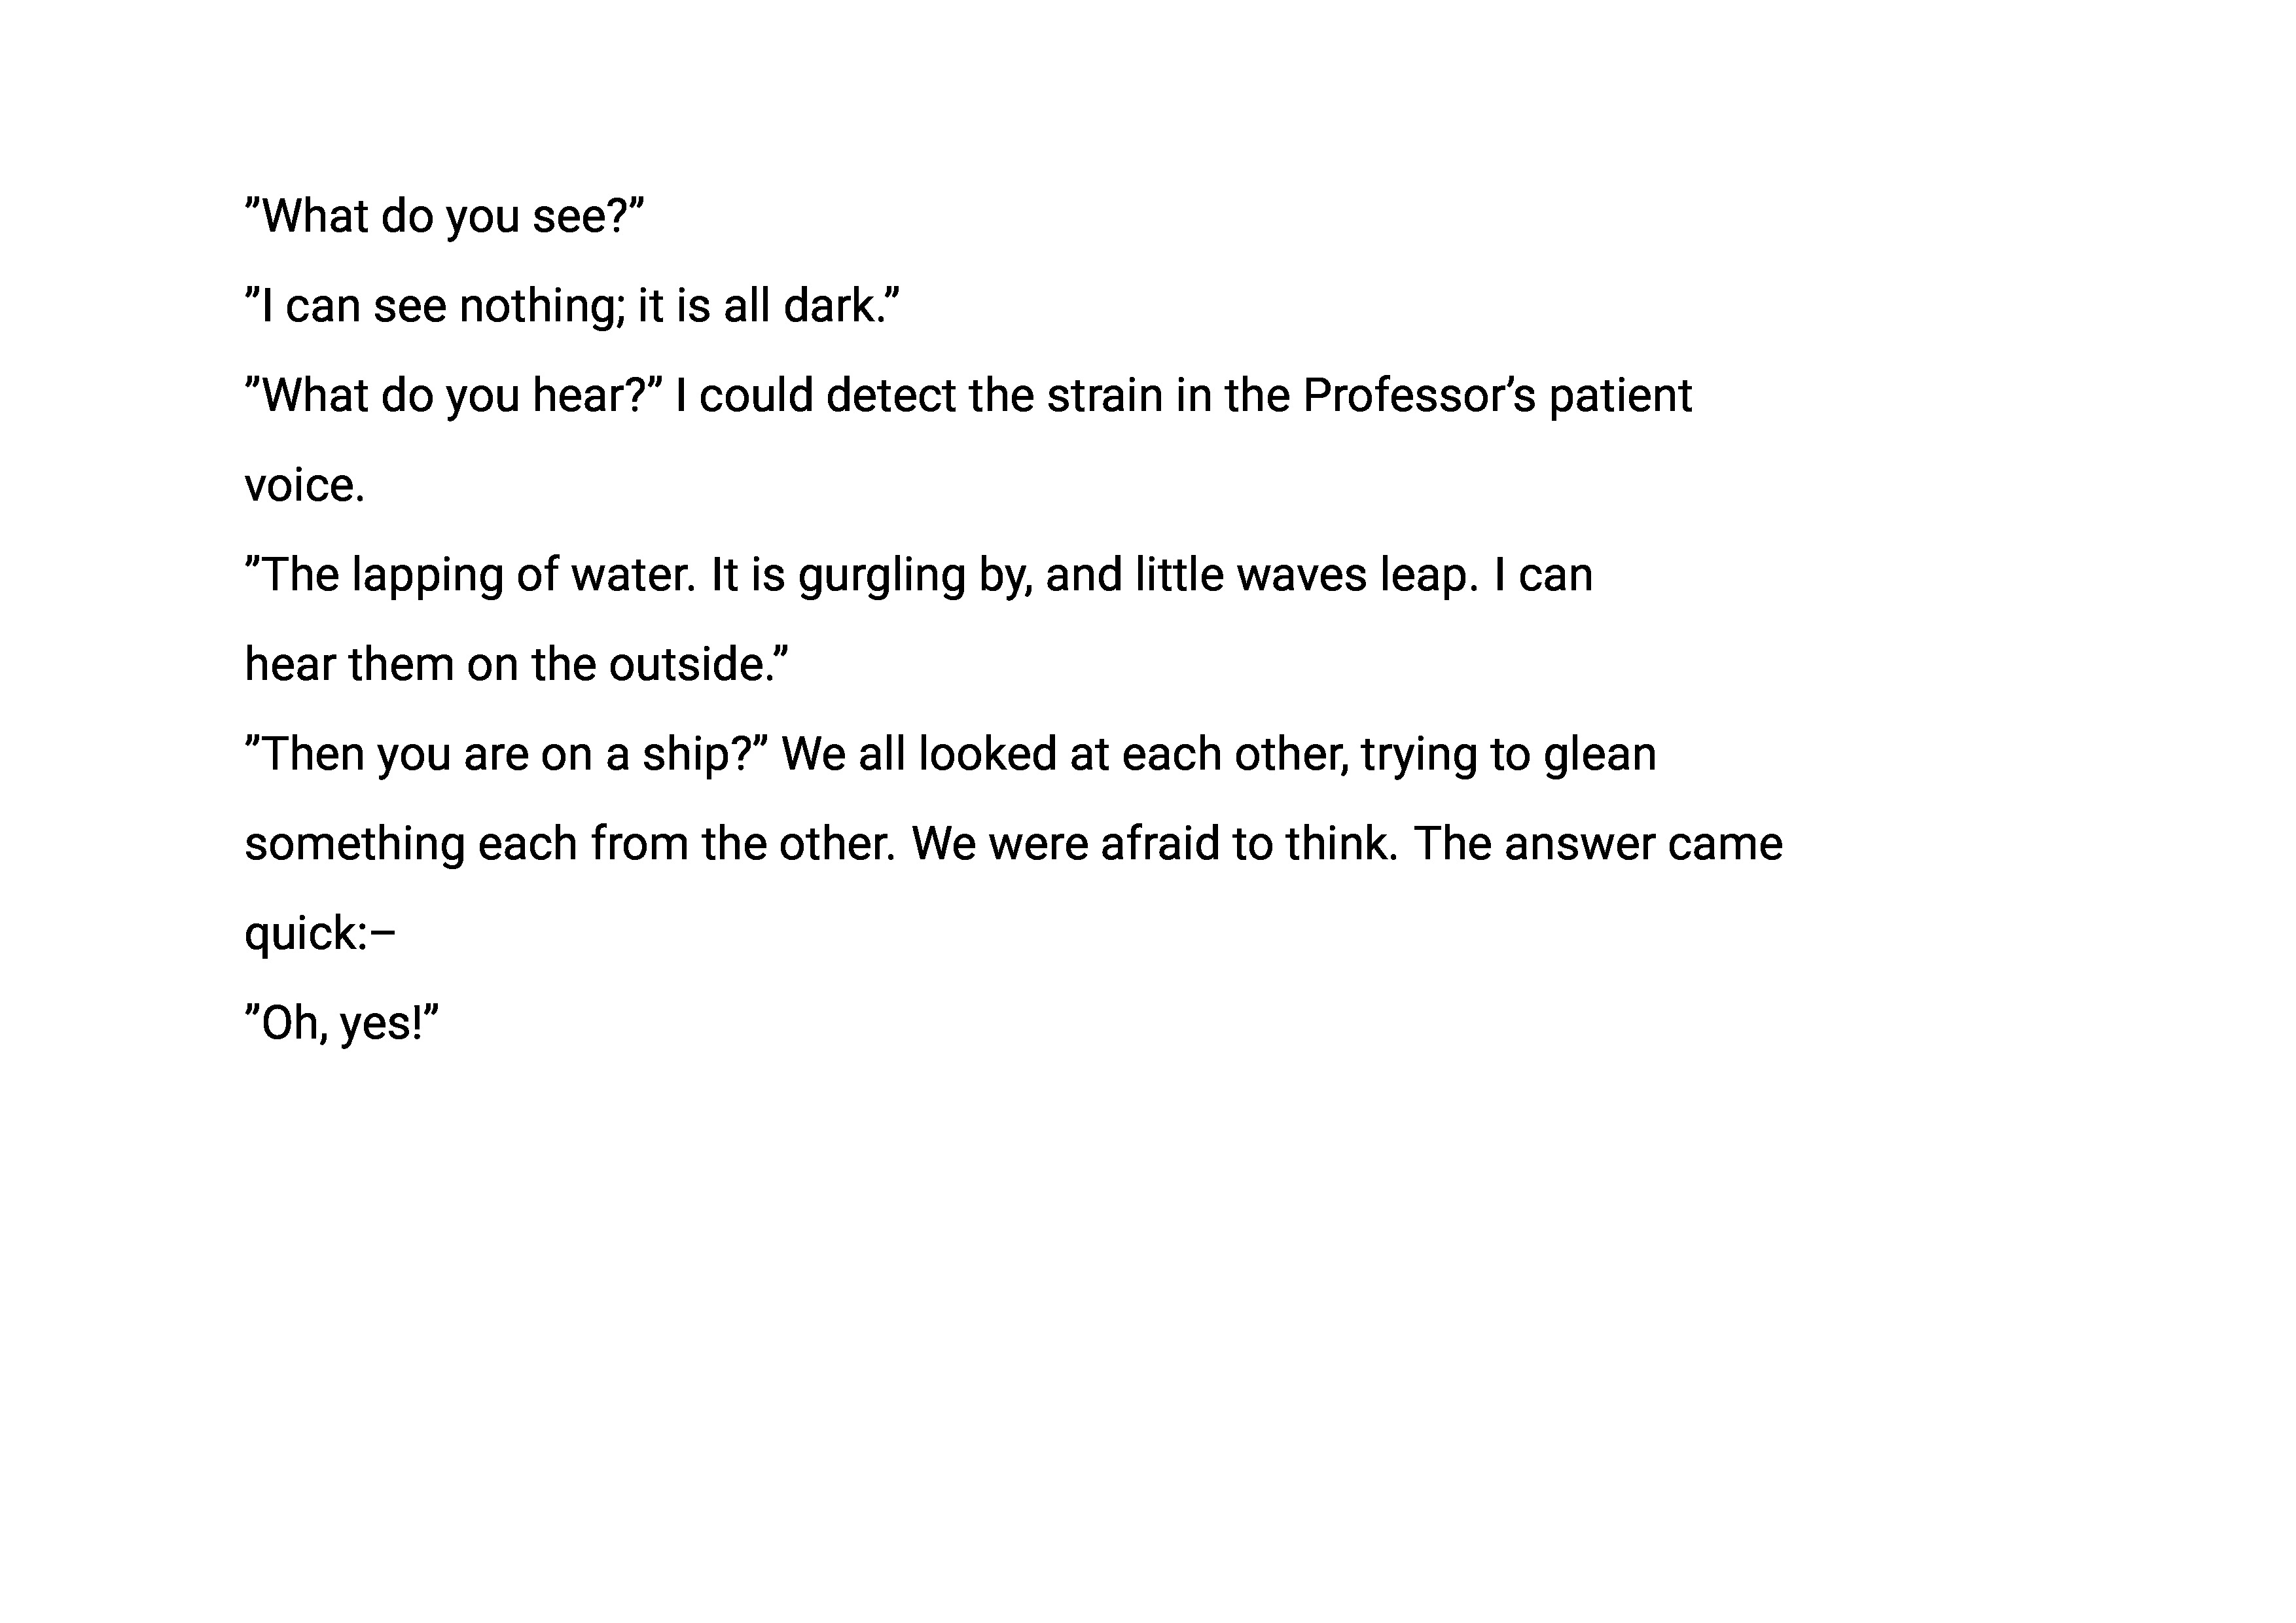 ”What do you see?”
”I can see nothing; it is all dark.”
”What do you hear?” I could detect the strain in the Professor’s patient
voice.
”The lapping of water. It is gurgling by, and little waves leap. I can
hear them on the outside.”
”Then you are on a ship?” We all looked at each other, trying to glean
something each from the other. We were afraid to think. The answer came
quick:–
”Oh, yes!”